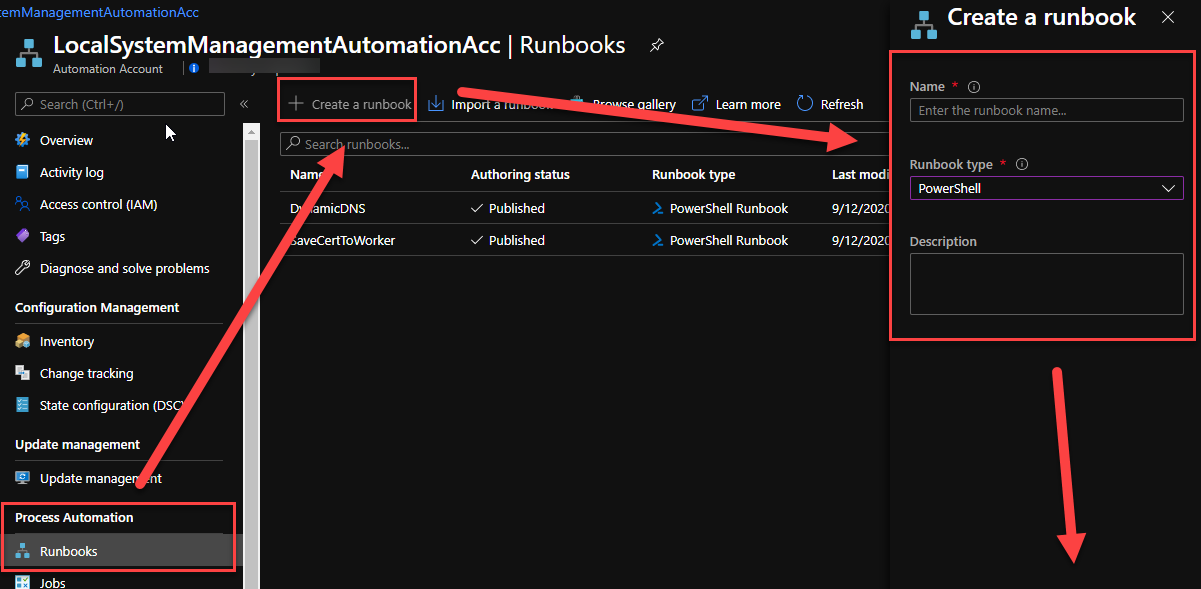 temManagementAutomationAcc
LocalSystemManagementAutomationAcc | Runbooks
Automation Account
Search (Ctrl+/)
«
Overview
Activity log
Access control (IAM)
Tags
Diagnose and solve problems
Configuration Management
Inventory
Change tracking
State configuration (DSC)
Update management
Update management
Process Automation
Runbooks
Jobs
+ Create a runbook
Import a runbook
Browse gallery
Learn more
Refresh
Search runbooks...
Name Authoring status Runbook type Last modi
DynamicDNS Published PowerShell Runbook 9/12/2020
SaveCertToWorker Published PowerShell Runbook 9/12/2020
Create a runbook
Name *
Enter the runbook name...
Runbook type *
PowerShell
Description